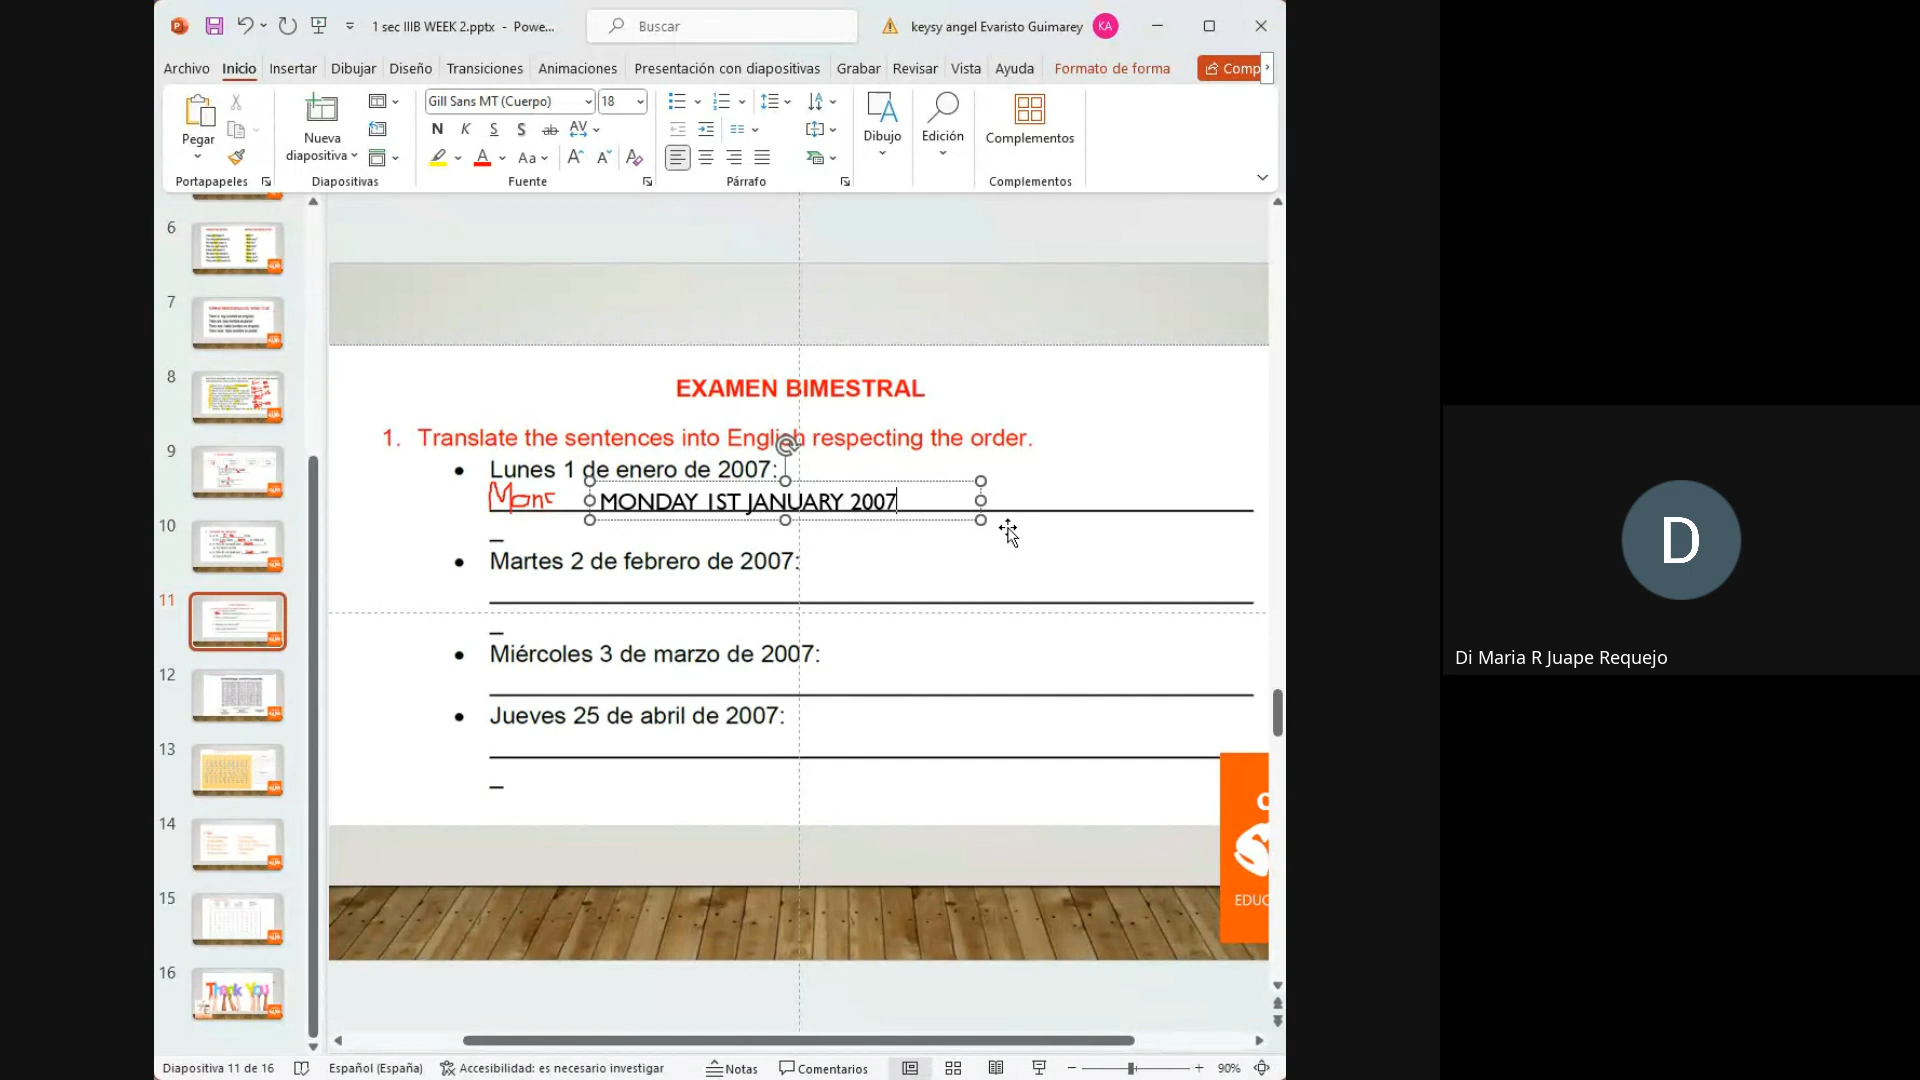 1 sec IIIB WEEK 2.pptx - Powe...
Buscar
keysy angel Evaristo Guimarey
KA
Archivo
Inicio
Insertar
Dibujar
Diseño
Transiciones
Animaciones
Presentación con diapositivas
Grabar
Revisar
Vista
Ayuda
Formato de forma
Comp
Pegar
Portapapeles
Nueva
diapositiva
Diapositivas
Gill Sans MT (Cuerpo)
18
N K S S ab AV
A Aa A A A
Fuente
Párrafo
Dibujo
Edición
Complementos
Complementos
6
7
8
9
10
11
12
13
14
15
16
Thank You
EXAMEN BIMESTRAL
1. Translate the sentences into English respecting the order.
• Lunes 1 de enero de 2007:
MONDAY 1ST JANUARY 2007
_
• Martes 2 de febrero de 2007:
_
• Miércoles 3 de marzo de 2007:
• Jueves 25 de abril de 2007:
_
EDUC
Diapositiva 11 de 16
Español (España)
Accesibilidad: es necesario investigar
Notas
Comentarios
90%
D
Di Maria R Juape Requejo